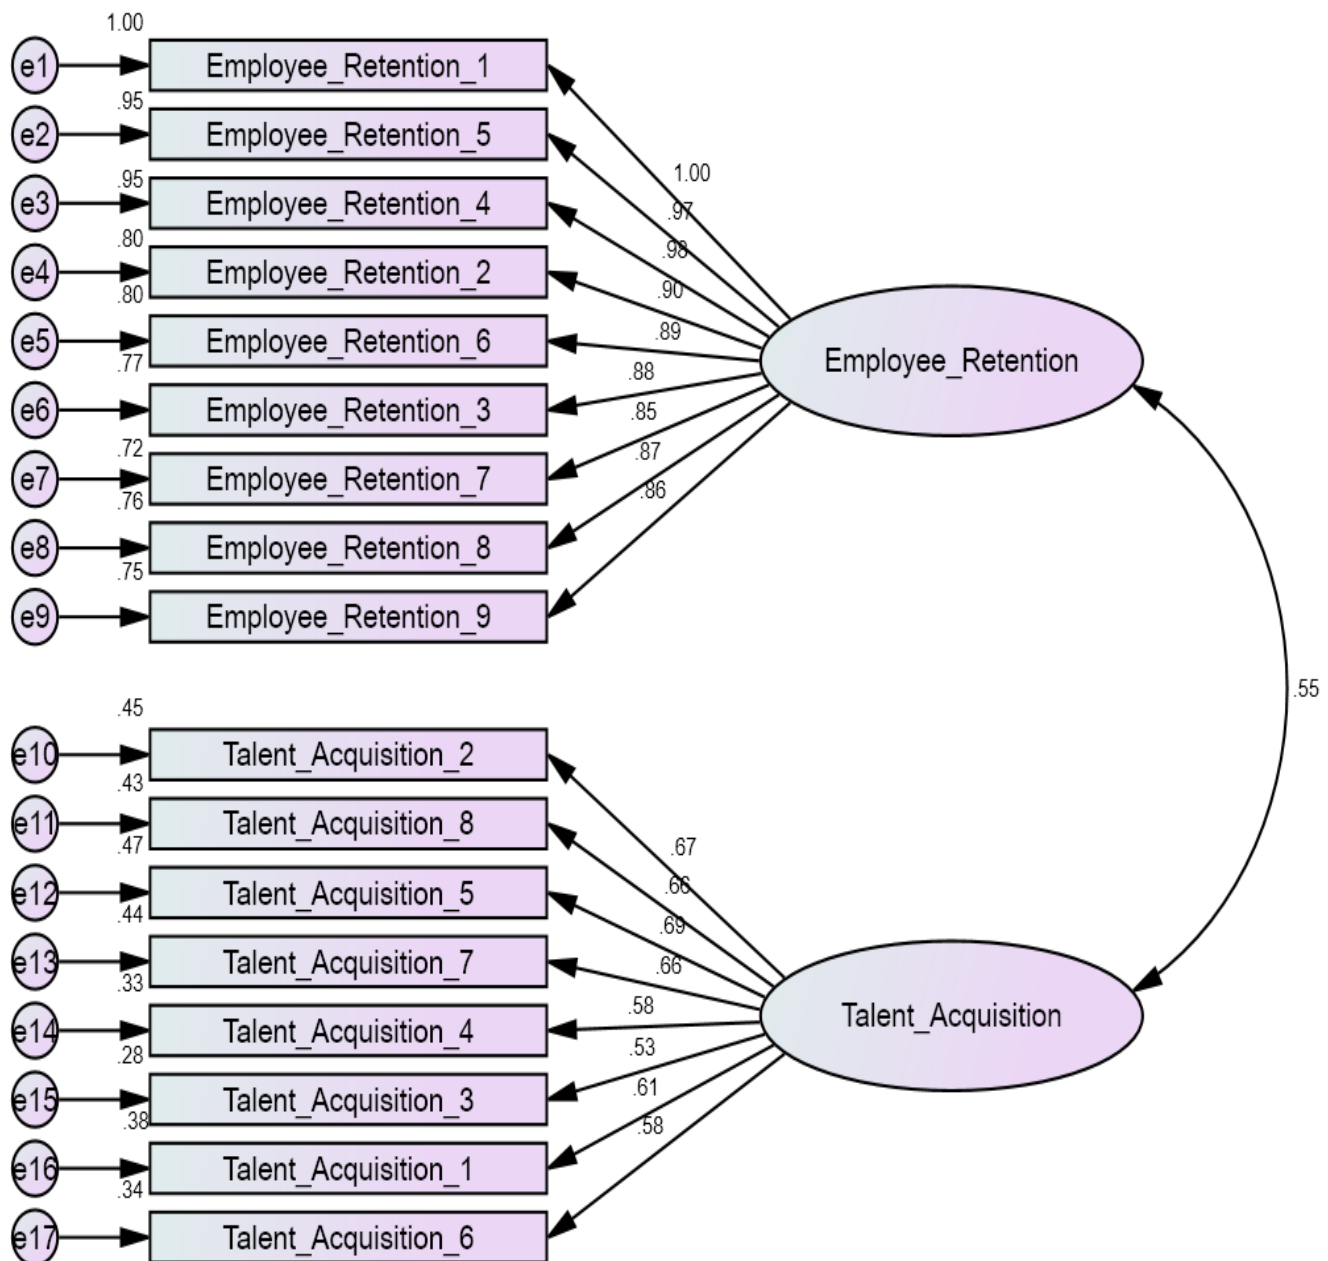 1.00
e1
Employee_Retention_1
.95
e2
Employee_Retention_5
.95
e3
Employee_Retention_4
.80
e4
Employee_Retention_2
.80
e5
Employee_Retention_6
.77
e6
Employee_Retention_3
.72
e7
Employee_Retention_7
.76
e8
Employee_Retention_8
.75
e9
Employee_Retention_9
1.00
.97
.98
.90
.89
.88
.85
.87
.86
Employee_Retention
.55
.45
e10
Talent_Acquisition_2
.43
e11
Talent_Acquisition_8
.47
e12
Talent_Acquisition_5
.44
e13
Talent_Acquisition_7
.33
e14
Talent_Acquisition_4
.28
e15
Talent_Acquisition_3
.38
e16
Talent_Acquisition_1
.34
e17
Talent_Acquisition_6
.67
.66
.69
.66
.58
.53
.61
.58
Talent_Acquisition